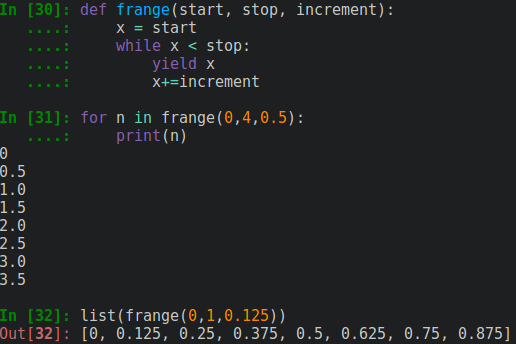 In [30]: def frange(start, stop, increment):
   ....:     x = start
   ....:     while x < stop:
   ....:         yield x
   ....:         x+=increment
In [31]: for n in frange(0,4,0.5):
   ....:     print(n)
0
0.5
1.0
1.5
2.0
2.5
3.0
3.5
In [32]: list(frange(0,1,0.125))
Out[32]: [0, 0.125, 0.25, 0.375, 0.5, 0.625, 0.75, 0.875]